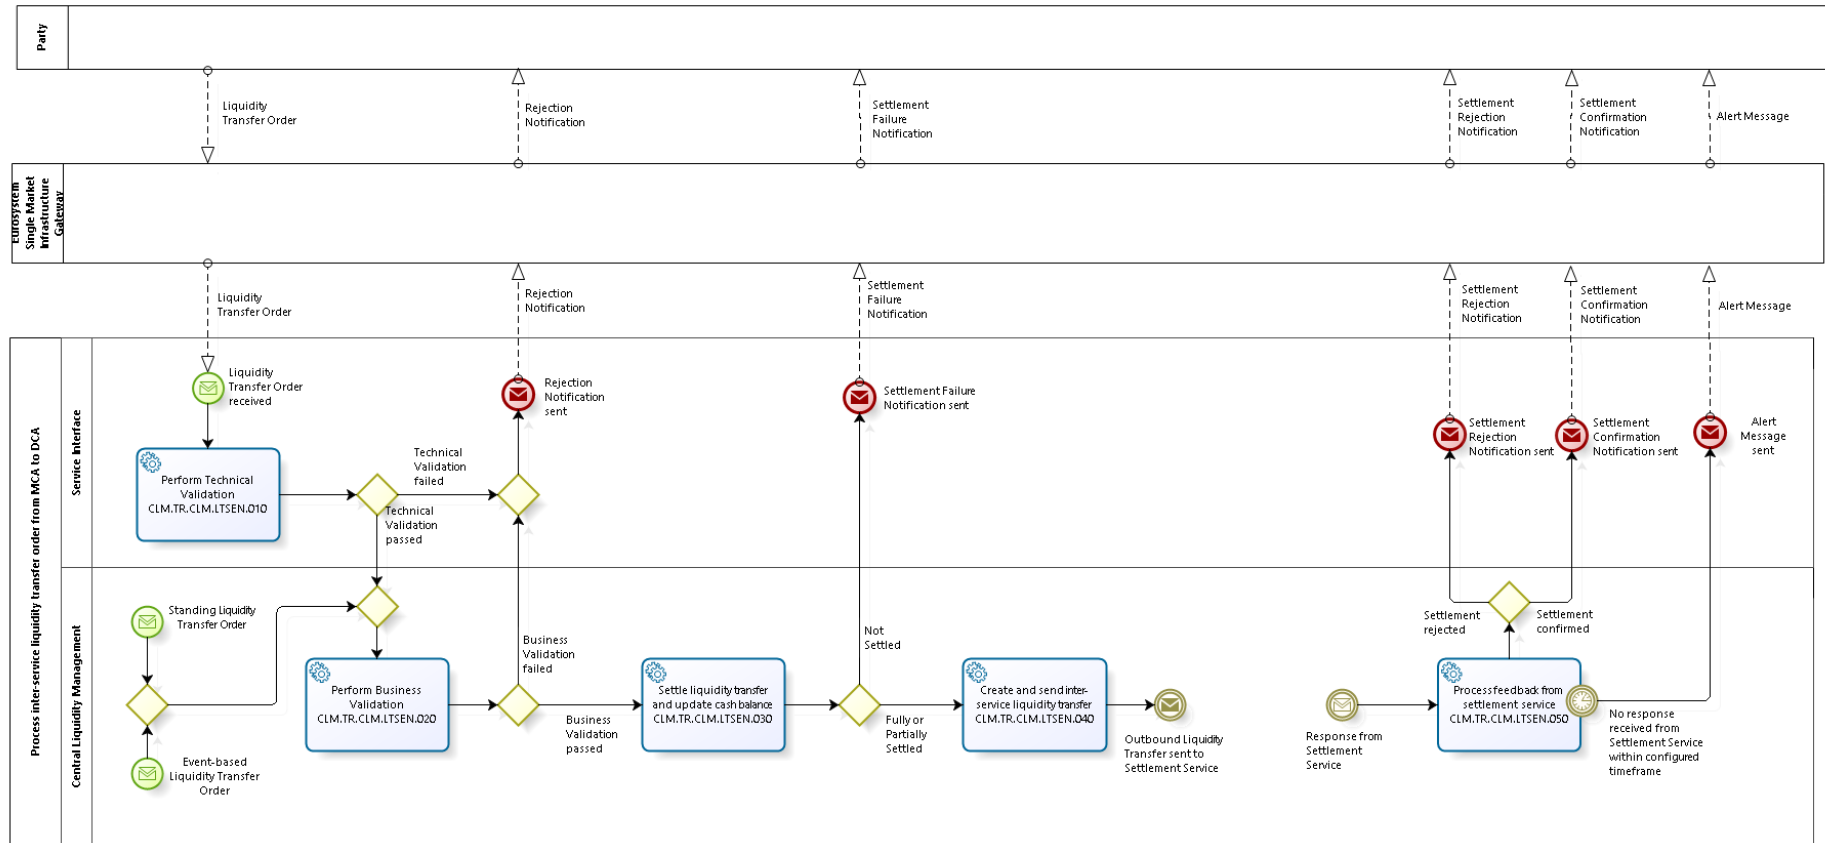 Party
Liquidity
Transfer Order
Rejection
Notification
Settlement
Failure
Notification
Settlement
Rejection
Notification
Settlement
Confirmation
Notification
Alert Message
Eurosystem
Single Market
Infrastructure
Gateway
Liquidity
Transfer Order
Rejection
Notification
Settlement
Failure
Notification
Settlement
Rejection
Notification
Settlement
Confirmation
Notification
Alert Message
Process inter-service liquidity transfer order from MCA to DCA
Service Interface
Liquidity
Transfer Order
received
Rejection
Notification
sent
Settlement Failure
Notification sent
Settlement
Rejection
Notification sent
Settlement
Confirmation
Notification sent
Alert
Message
sent
Perform Technical
Validation
CLM.TR.CLM.LTSEN.010
Technical
Validation
failed
Technical
Validation
passed
Central Liquidity Management
Standing Liquidity
Transfer Order
Event-based
Liquidity Transfer
Order
Perform Business
Validation
CLM.TR.CLM.LTSEN.020
Business
Validation
failed
Business
Validation
passed
Settle liquidity transfer
and update cash balance
CLM.TR.CLM.LTSEN.030
Not
Settled
Fully or
Partially
Settled
Create and send inter-
service liquidity transfer
CLM.TR.CLM.LTSEN.040
Outbound Liquidity
Transfer sent to
Settlement Service
Response from
Settlement
Service
Settlement
rejected
Settlement
confirmed
Process feedback from
settlement service
CLM.TR.CLM.LTSEN.050
No response
received from
Settlement Service
within configured
timeframe